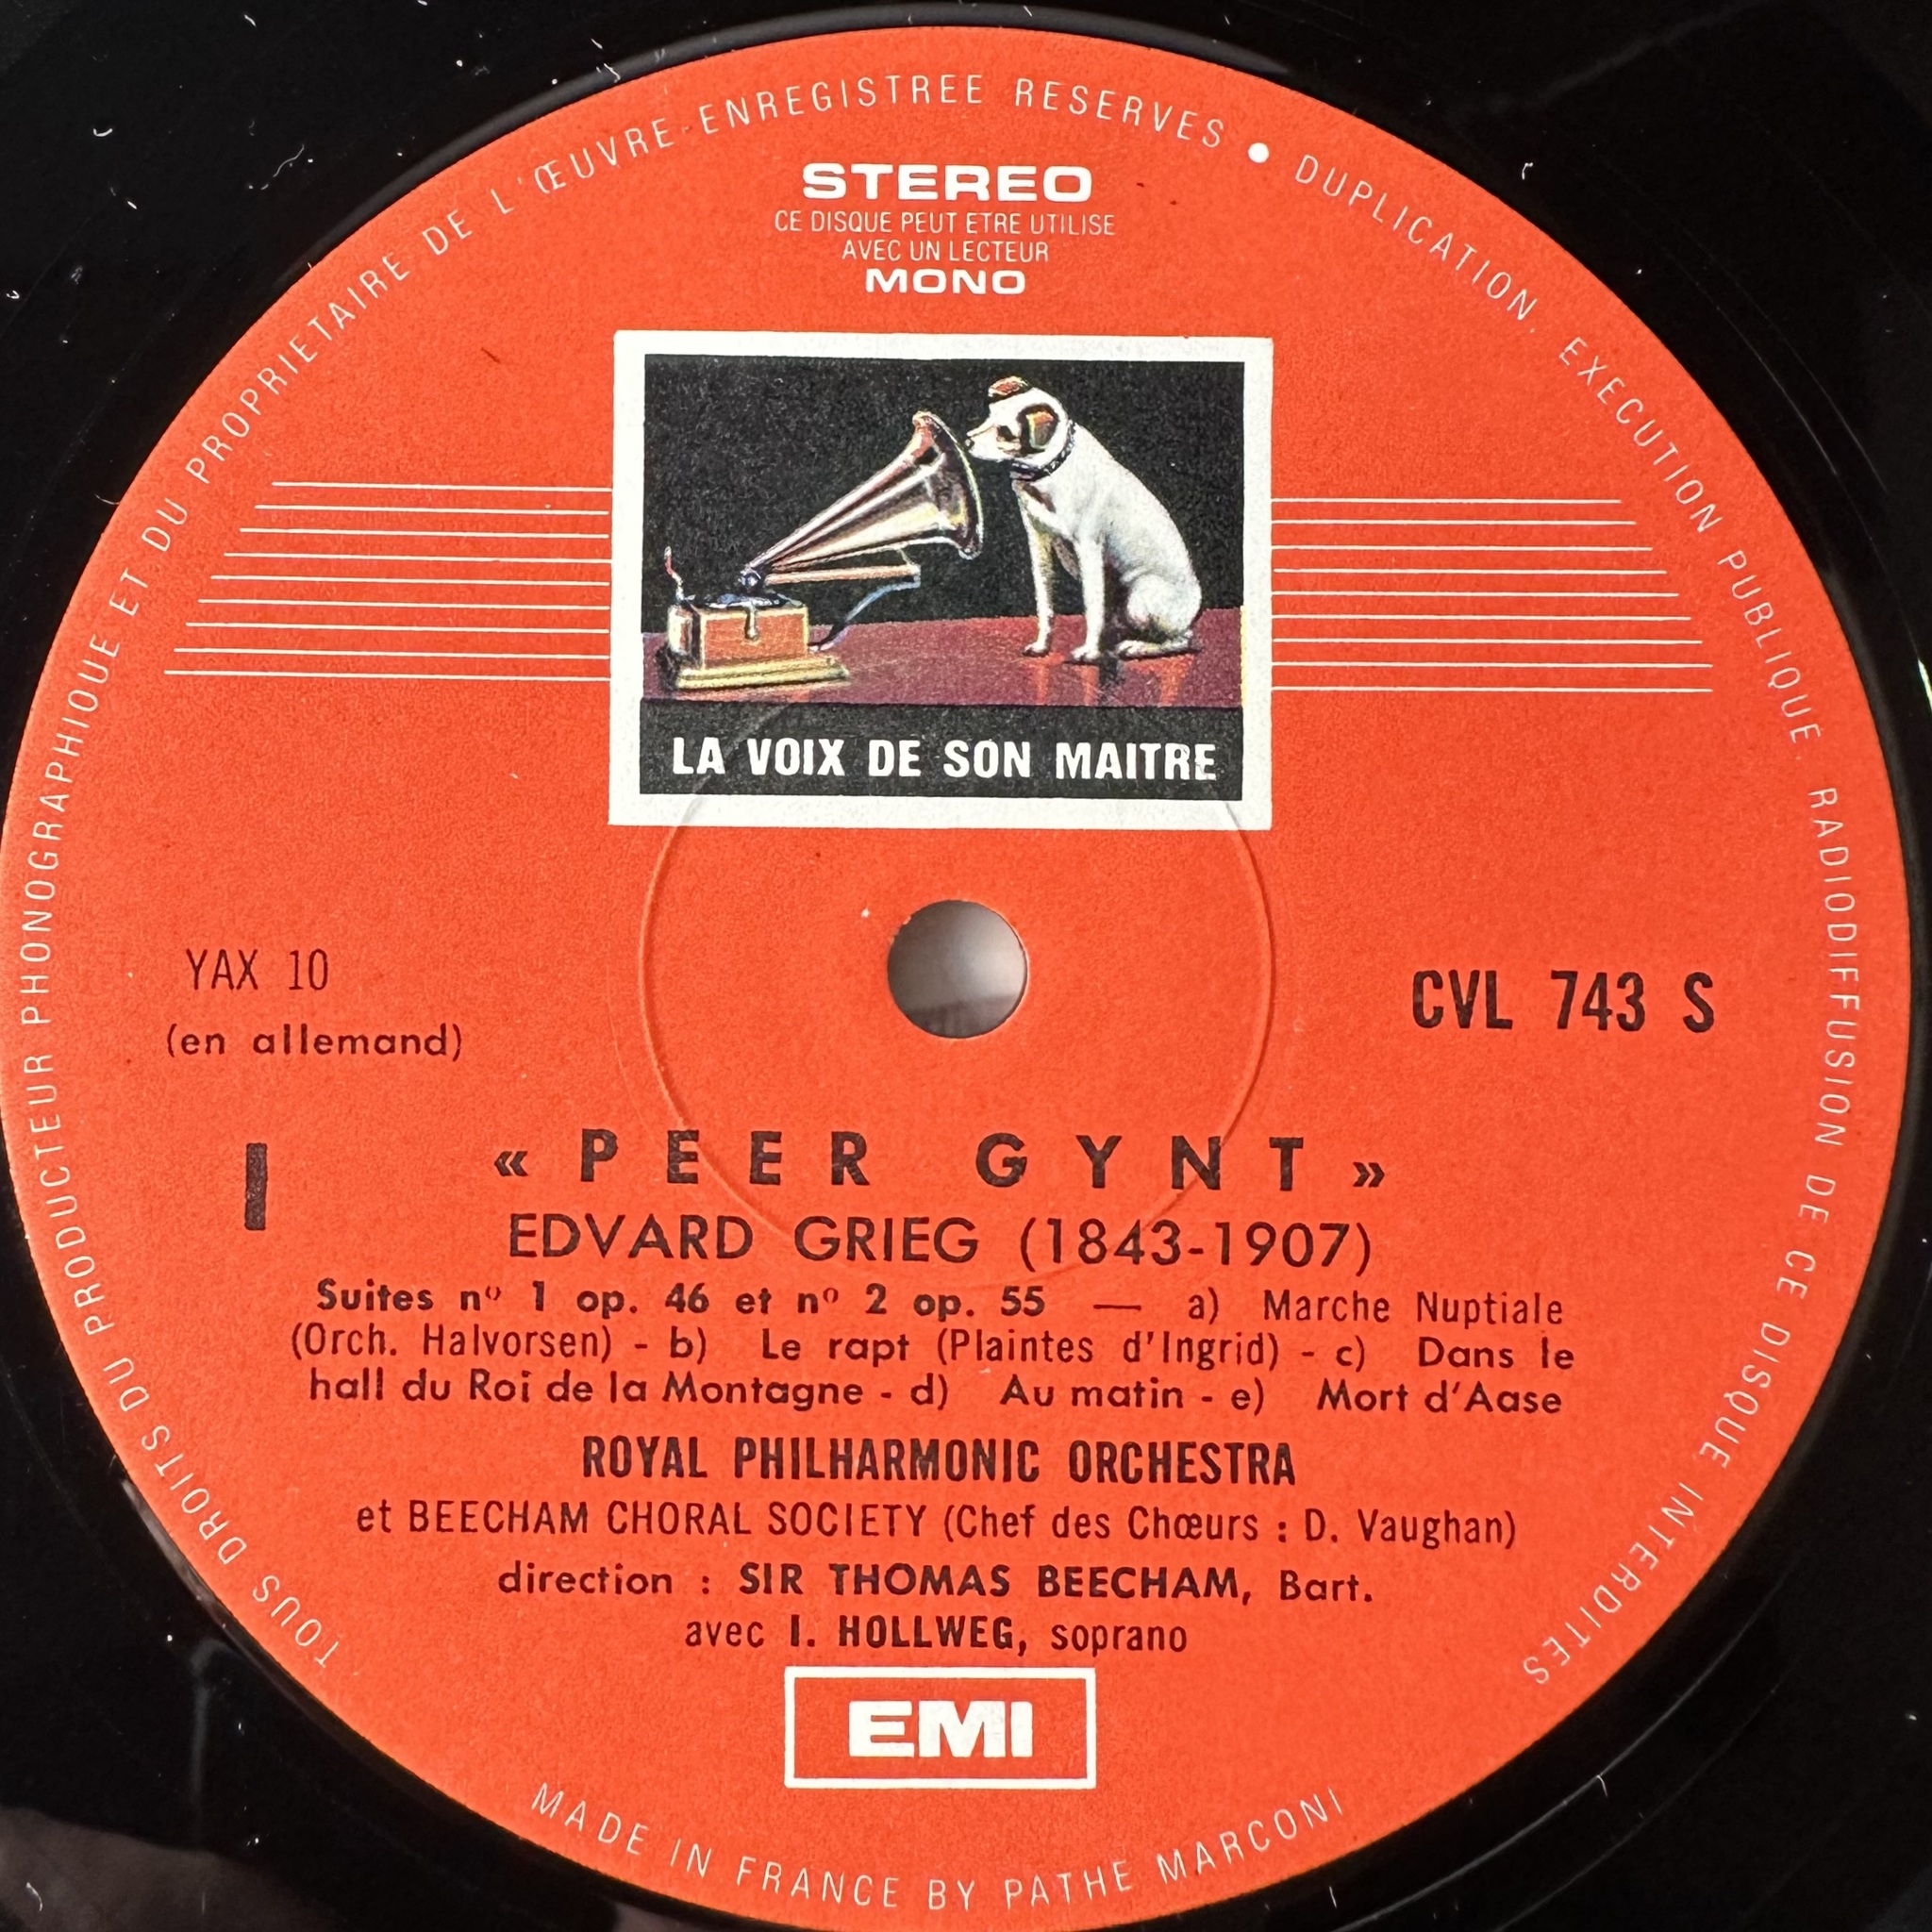 TOUS DROITS DU PRODUCTEUR PHONOGRAPHIQUE ET DU PROPRIETAIRE DE L'ŒUVRE ENREGISTREE RESERVES • DUPLICATION, EXECUTION PUBLIQUE, RADIODIFFUSION DE CE DISQUE INTERDITES
STEREO
CE DISQUE PEUT ETRE UTILISE
AVEC UN LECTEUR
MONO
LA VOIX DE SON MAITRE
YAX 10
(en allemand)
CVL 743 S
I
« PEER GYNT »
EDVARD GRIEG (1843-1907)
Suites nº 1 op. 46 et nº 2 op. 55 — a) Marche Nuptiale
(Orch. Halvorsen) - b) Le rapt (Plaintes d'Ingrid) - c) Dans le
hall du Roi de la Montagne - d) Au matin - e) Mort d'Aase
ROYAL PHILHARMONIC ORCHESTRA
et BEECHAM CHORAL SOCIETY (Chef des Chœurs : D. Vaughan)
direction : SIR THOMAS BEECHAM, Bart.
avec I. HOLLWEG, soprano
EMI
MADE IN FRANCE BY PATHE MARCONI